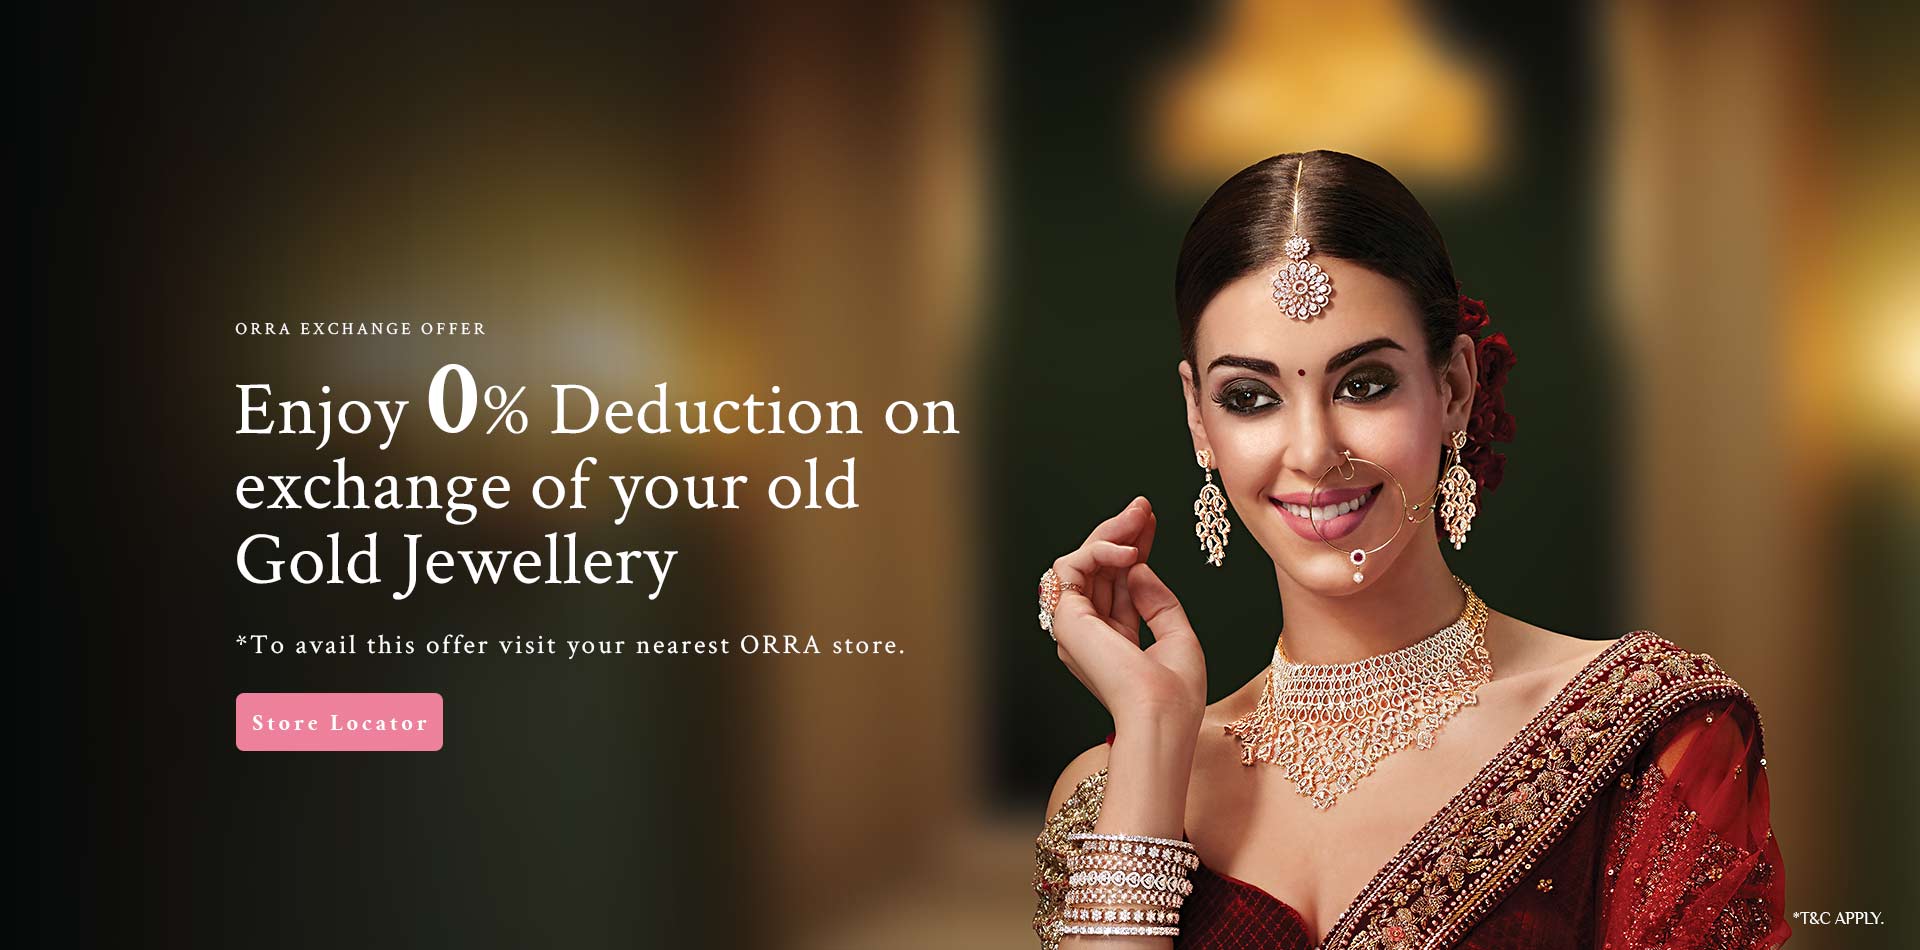 ORRA EXCHANGE OFFER
Enjoy 0% Deduction on
exchange of your old
Gold Jewellery
*To avail this offer visit your nearest ORRA store.
Store Locator
*T&C APPLY.